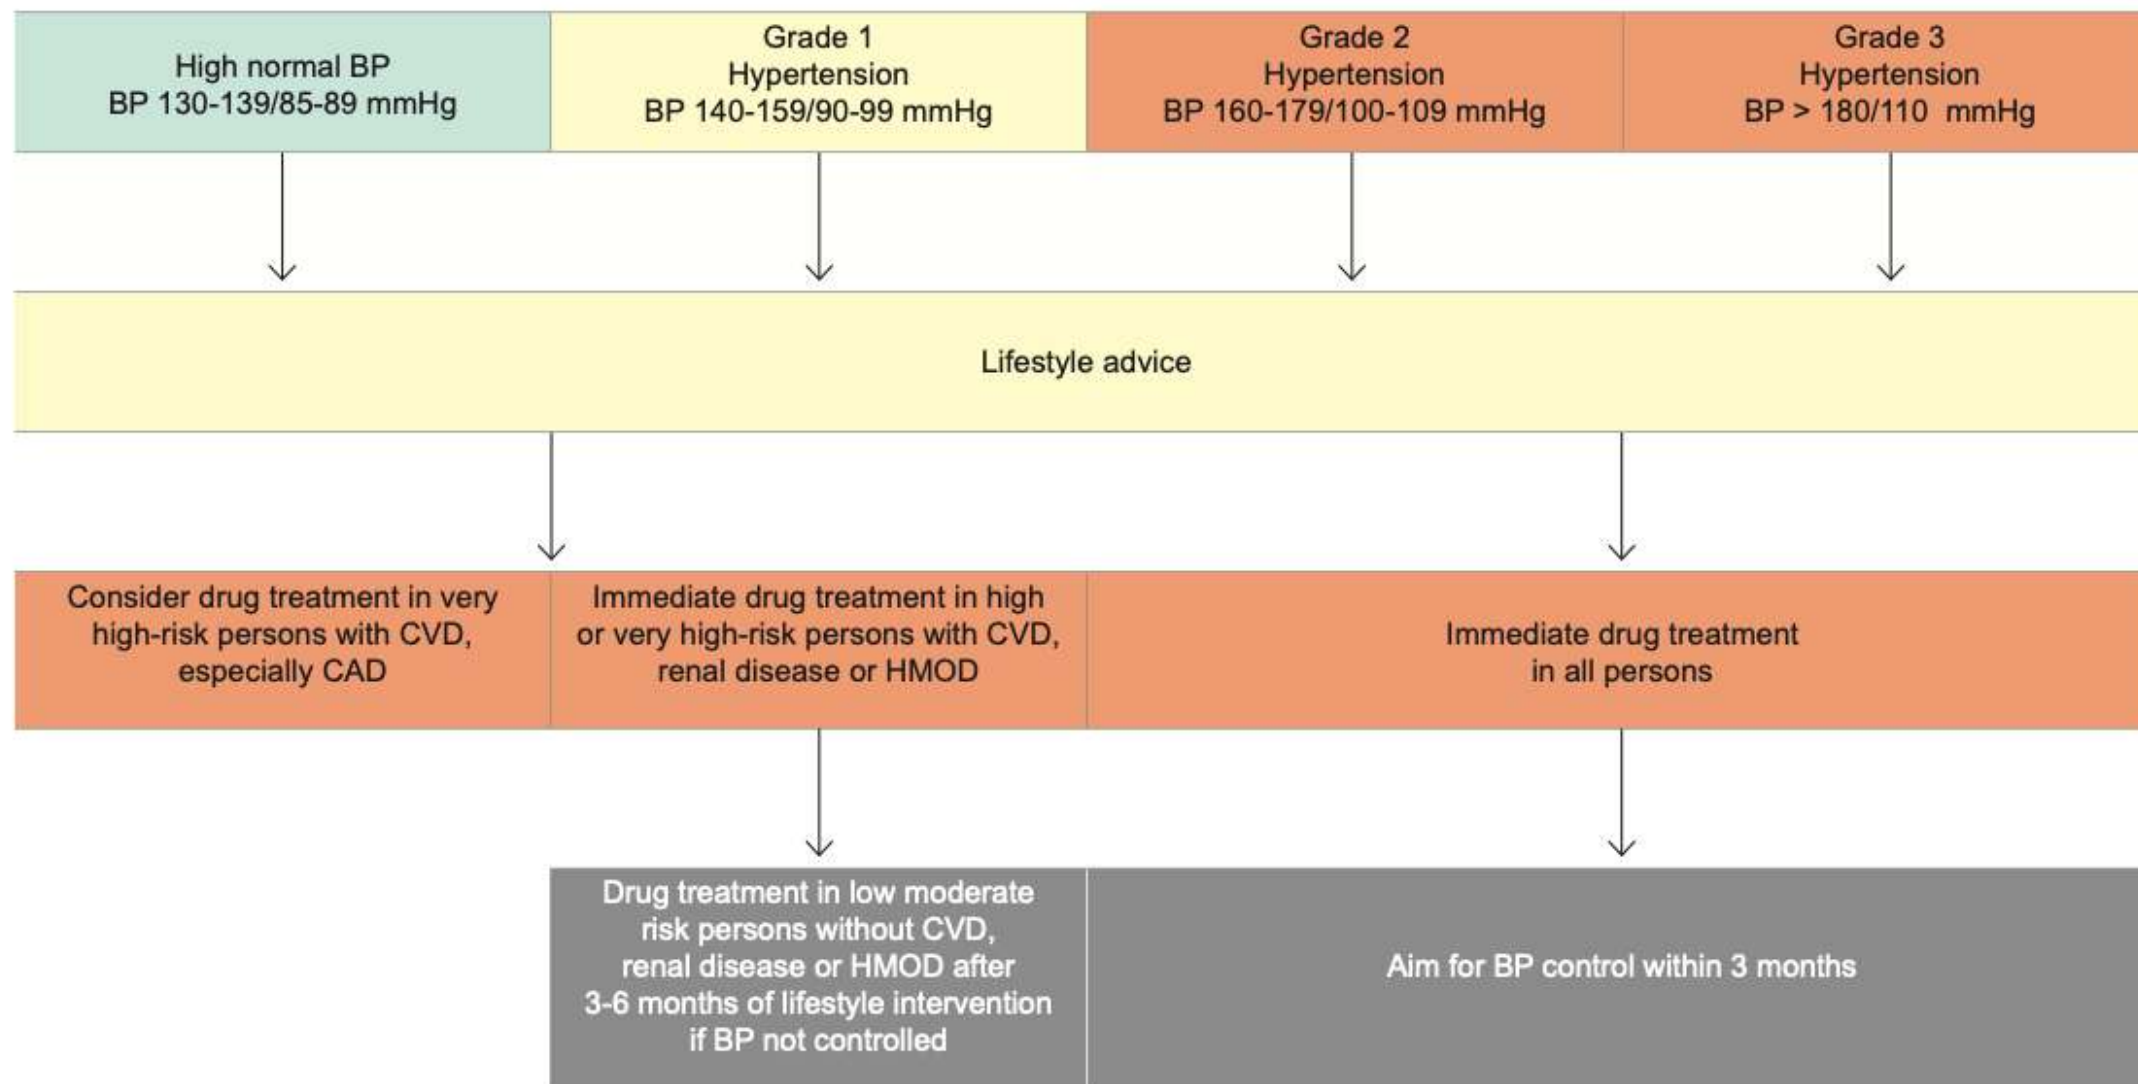 High normal BP
BP 130-139/85-89 mmHg
Grade 1
Hypertension
BP 140-159/90-99 mmHg
Grade 2
Hypertension
BP 160-179/100-109 mmHg
Grade 3
Hypertension
BP > 180/110 mmHg
Lifestyle advice
Consider drug treatment in very
high-risk persons with CVD,
especially CAD
Immediate drug treatment in high
or very high-risk persons with CVD,
renal disease or HMOD
Immediate drug treatment
in all persons
Drug treatment in low moderate
risk persons without CVD,
renal disease or HMOD after
3-6 months of lifestyle intervention
if BP not controlled
Aim for BP control within 3 months